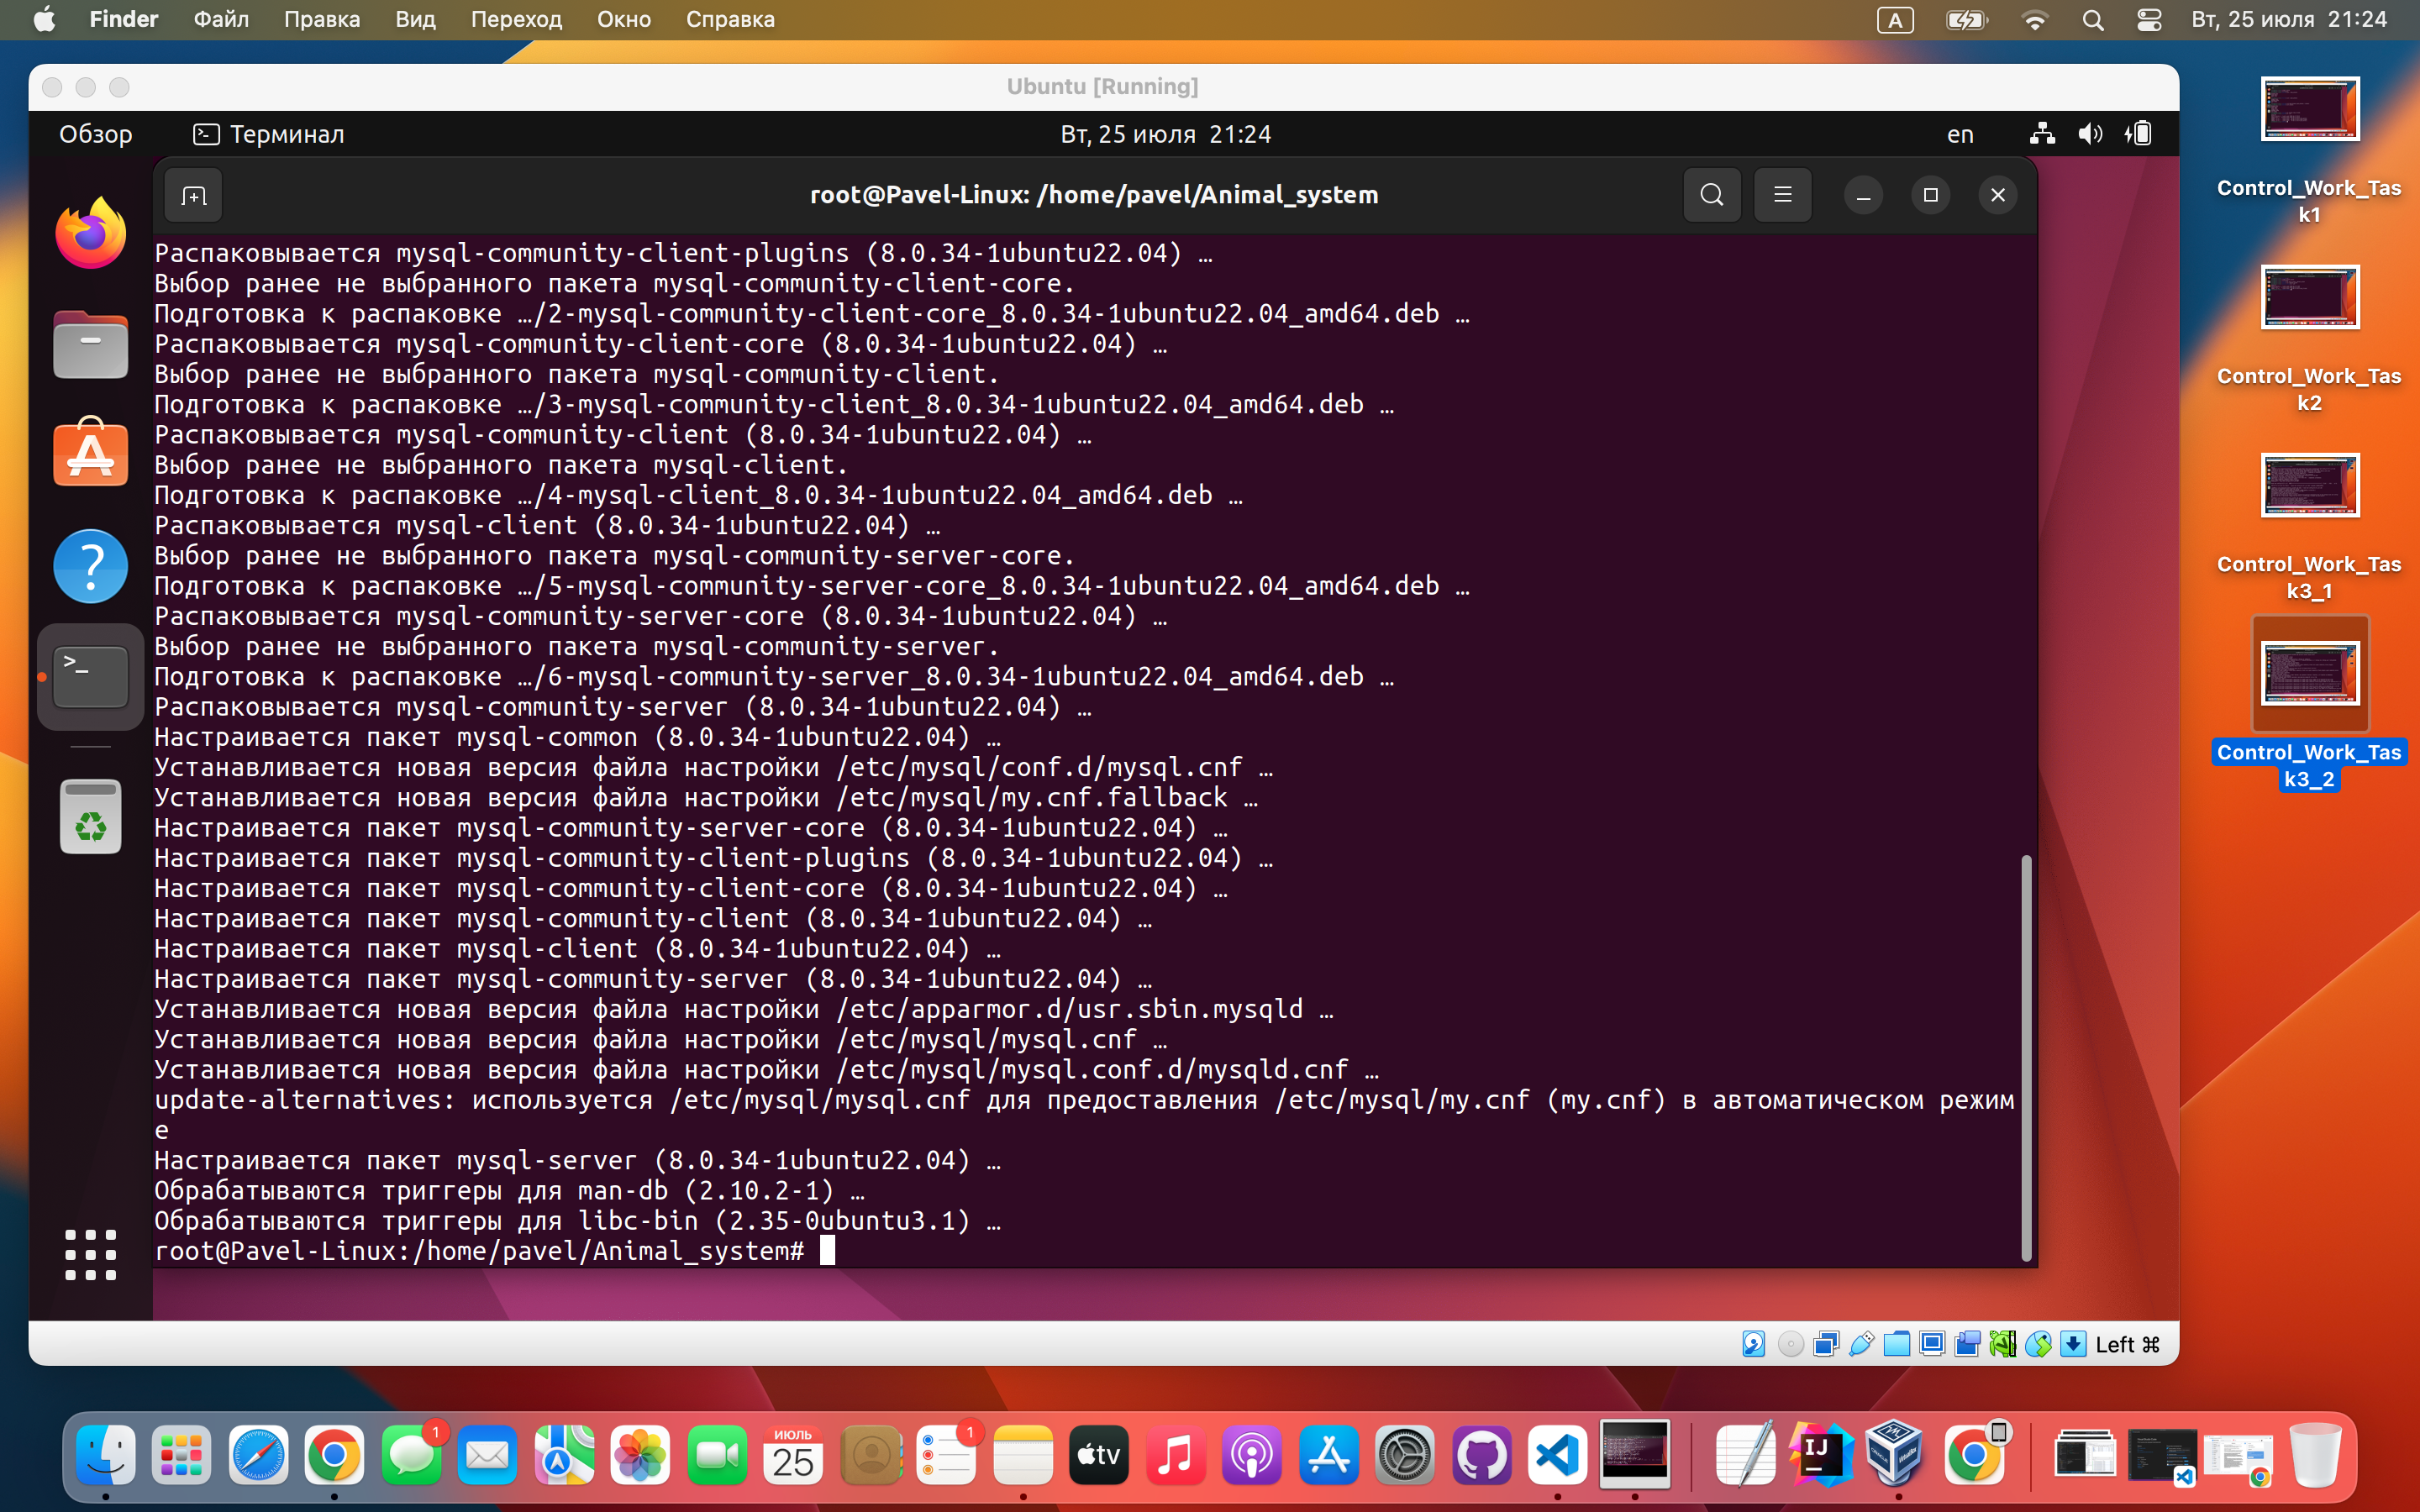 Finder Файл Правка Вид Переход Окно Справка A Вт, 25 июля 21:24
Ubuntu [Running]
Обзор Терминал Вт, 25 июля 21:24 en
root@Pavel-Linux: /home/pavel/Animal_system
Распаковывается mysql-community-client-plugins (8.0.34-1ubuntu22.04) …
Выбор ранее не выбранного пакета mysql-community-client-core.
Подготовка к распаковке …/2-mysql-community-client-core_8.0.34-1ubuntu22.04_amd64.deb …
Распаковывается mysql-community-client-core (8.0.34-1ubuntu22.04) …
Выбор ранее не выбранного пакета mysql-community-client.
Подготовка к распаковке …/3-mysql-community-client_8.0.34-1ubuntu22.04_amd64.deb …
Распаковывается mysql-community-client (8.0.34-1ubuntu22.04) …
Выбор ранее не выбранного пакета mysql-client.
Подготовка к распаковке …/4-mysql-client_8.0.34-1ubuntu22.04_amd64.deb …
Распаковывается mysql-client (8.0.34-1ubuntu22.04) …
Выбор ранее не выбранного пакета mysql-community-server-core.
Подготовка к распаковке …/5-mysql-community-server-core_8.0.34-1ubuntu22.04_amd64.deb …
Распаковывается mysql-community-server-core (8.0.34-1ubuntu22.04) …
Выбор ранее не выбранного пакета mysql-community-server.
Подготовка к распаковке …/6-mysql-community-server_8.0.34-1ubuntu22.04_amd64.deb …
Распаковывается mysql-community-server (8.0.34-1ubuntu22.04) …
Настраивается пакет mysql-common (8.0.34-1ubuntu22.04) …
Устанавливается новая версия файла настройки /etc/mysql/conf.d/mysql.cnf …
Устанавливается новая версия файла настройки /etc/mysql/my.cnf.fallback …
Настраивается пакет mysql-community-server-core (8.0.34-1ubuntu22.04) …
Настраивается пакет mysql-community-client-plugins (8.0.34-1ubuntu22.04) …
Настраивается пакет mysql-community-client-core (8.0.34-1ubuntu22.04) …
Настраивается пакет mysql-community-client (8.0.34-1ubuntu22.04) …
Настраивается пакет mysql-client (8.0.34-1ubuntu22.04) …
Настраивается пакет mysql-community-server (8.0.34-1ubuntu22.04) …
Устанавливается новая версия файла настройки /etc/apparmor.d/usr.sbin.mysqld …
Устанавливается новая версия файла настройки /etc/mysql/mysql.cnf …
Устанавливается новая версия файла настройки /etc/mysql/mysql.conf.d/mysqld.cnf …
update-alternatives: используется /etc/mysql/mysql.cnf для предоставления /etc/mysql/my.cnf (my.cnf) в автоматическом режим
е
Настраивается пакет mysql-server (8.0.34-1ubuntu22.04) …
Обрабатываются триггеры для man-db (2.10.2-1) …
Обрабатываются триггеры для libc-bin (2.35-0ubuntu3.1) …
root@Pavel-Linux:/home/pavel/Animal_system#
Control_Work_Tas
k1
Control_Work_Tas
k2
Control_Work_Tas
k3_1
Control_Work_Tas
k3_2
Left ⌘
1
ИЮЛЬ
25
1
tv
IJ